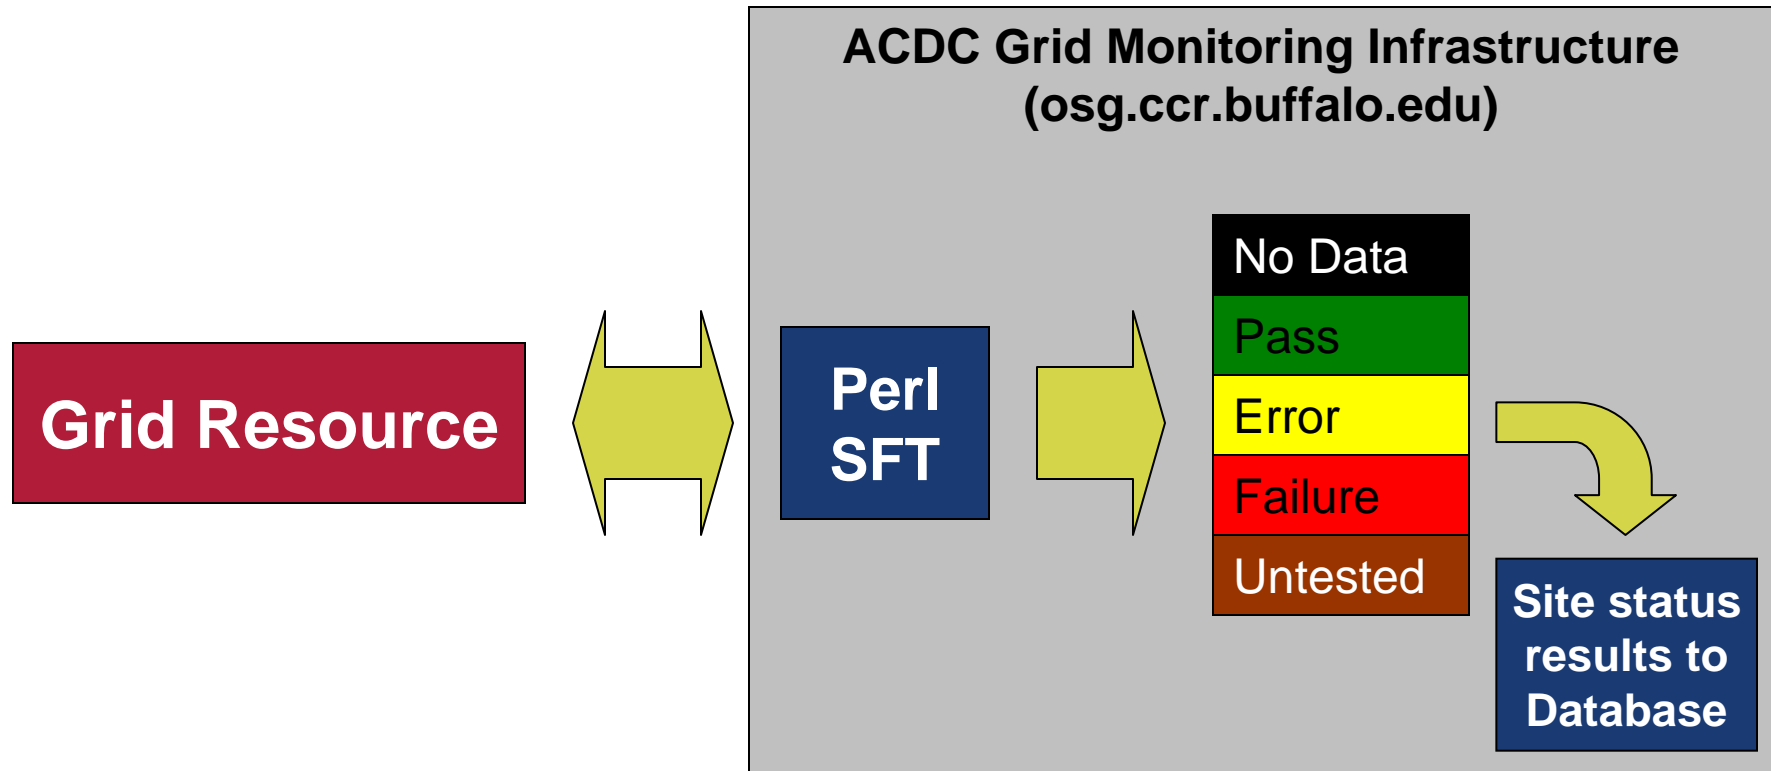 ACDC Grid Monitoring Infrastructure
(osg.ccr.buffalo.edu)
Grid Resource
Perl
SFT
No Data
Pass
Error
Failure
Untested
Site status
results to
Database